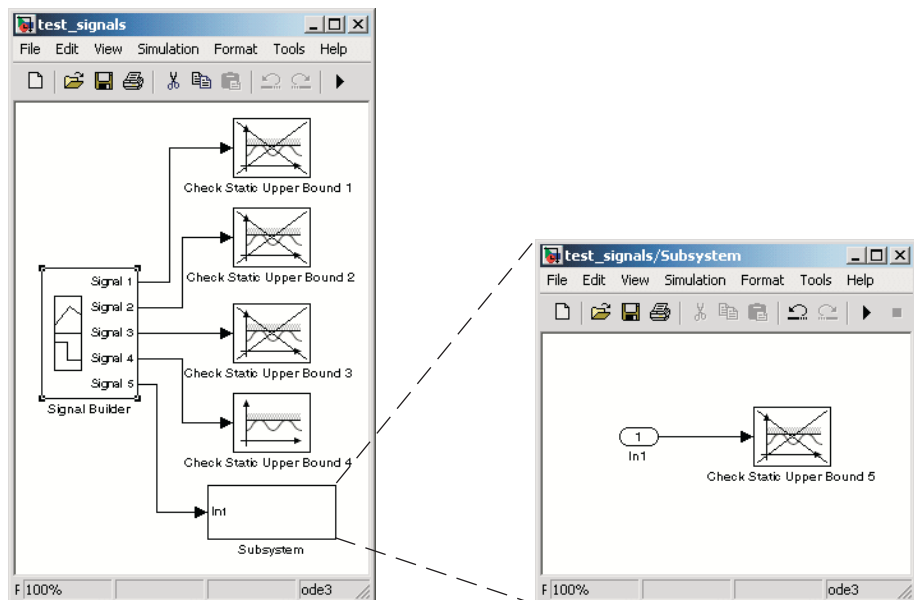 test_signals
File Edit View Simulation Format Tools Help
Check Static Upper Bound 1
Check Static Upper Bound 2
Signal 1
Signal 2
Signal 3
Signal 4
Signal 5
Signal Builder
Check Static Upper Bound 3
Check Static Upper Bound 4
In1
Subsystem
F 100% ode3
test_signals/Subsystem
File Edit View Simulation Format Tools Help
1
In1
Check Static Upper Bound 5
F 100% ode3